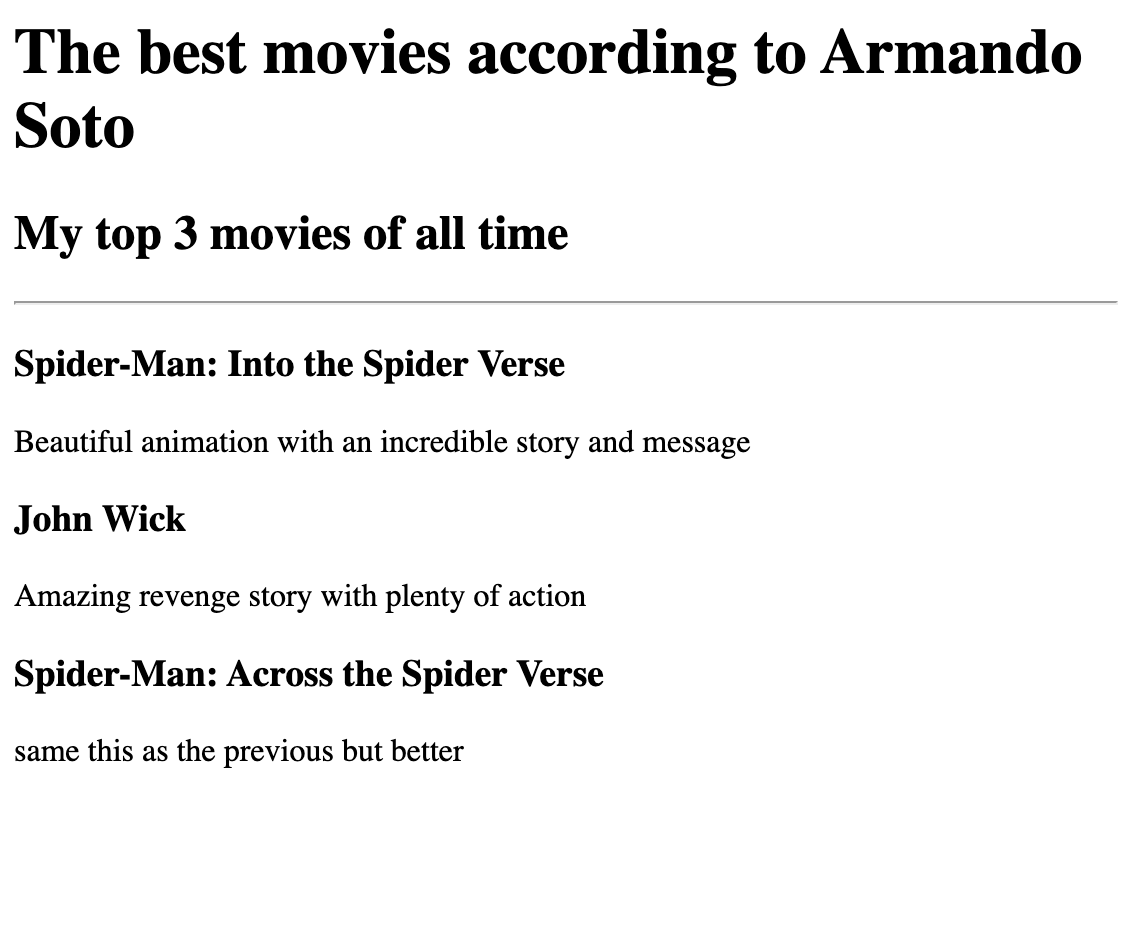 The best movies according to Armando
Soto
My top 3 movies of all time
Spider-Man: Into the Spider Verse
Beautiful animation with an incredible story and message
John Wick
Amazing revenge story with plenty of action
Spider-Man: Across the Spider Verse
same this as the previous but better